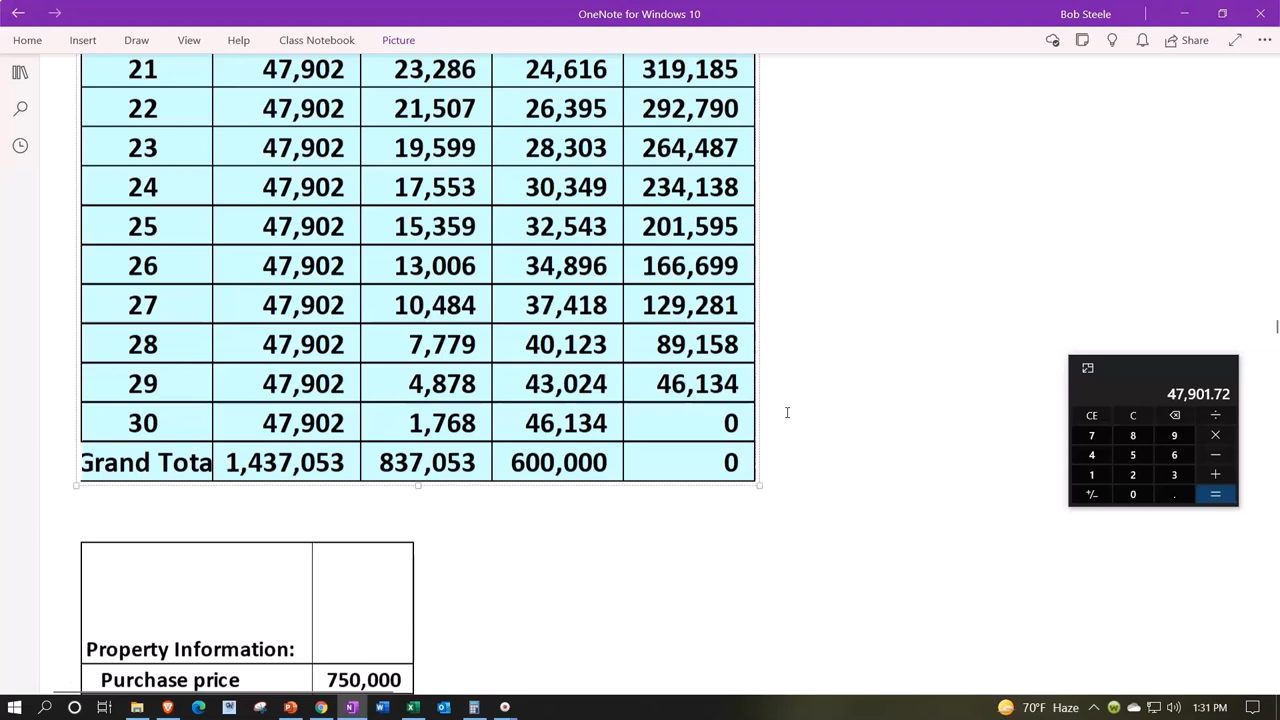 OneNote for Windows 10
Bob Steele
Home Insert Draw View Help Class Notebook Picture Share
21 47,902 23,286 24,616 319,185
22 47,902 21,507 26,395 292,790
23 47,902 19,599 28,303 264,487
24 47,902 17,553 30,349 234,138
25 47,902 15,359 32,543 201,595
26 47,902 13,006 34,896 166,699
27 47,902 10,484 37,418 129,281
28 47,902 7,779 40,123 89,158
29 47,902 4,878 43,024 46,134
30 47,902 1,768 46,134 0
Grand Tota 1,437,053 837,053 600,000 0
47,901.72
CE C ⌫ ÷
7 8 9 ×
4 5 6 −
1 2 3 +
+/− 0 . =
Property Information:
Purchase price 750,000
70°F Haze 1:31 PM